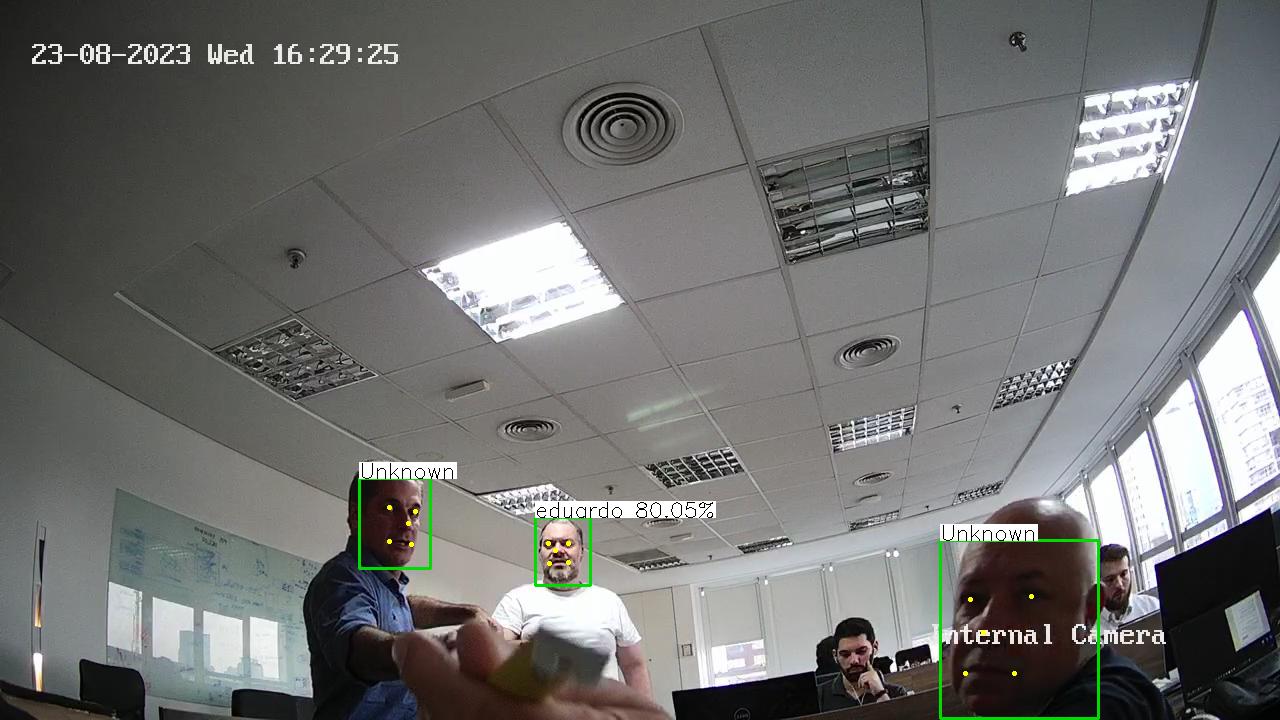 23-08-2023 Wed 16:29:25
Unknown
eduardo 80.05%
Unknown
Internal Camera